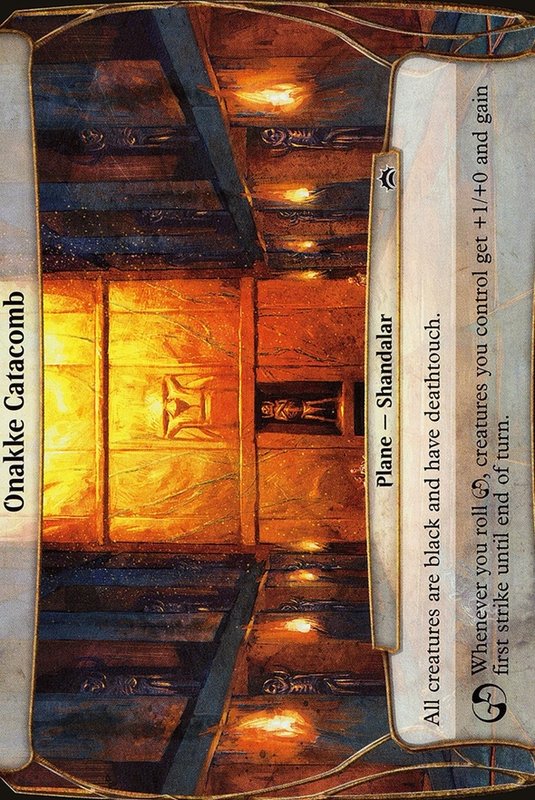 Onakke Catacomb
Plane — Shandalar
All creatures are black and have deathtouch.
Whenever you roll , creatures you control get +1/+0 and gain
first strike until end of turn.